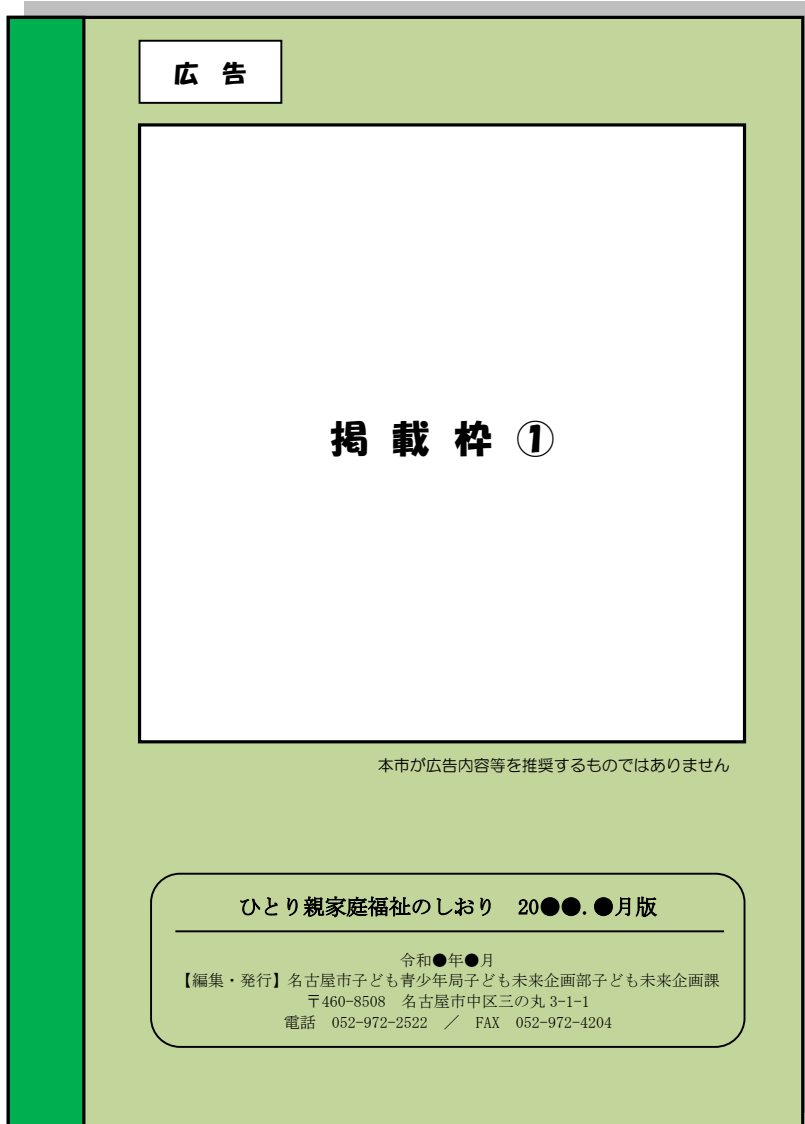 広 告
掲 載 枠 ①
本市が広告内容等を推奨するものではありません
ひとり親家庭福祉のしおり　20●●.●月版
令和●年●月
【編集・発行】名古屋市子ども青少年局子ども未来企画部子ども未来企画課
〒460-8508　名古屋市中区三の丸 3-1-1
電話　052-972-2522　／　FAX　052-972-4204